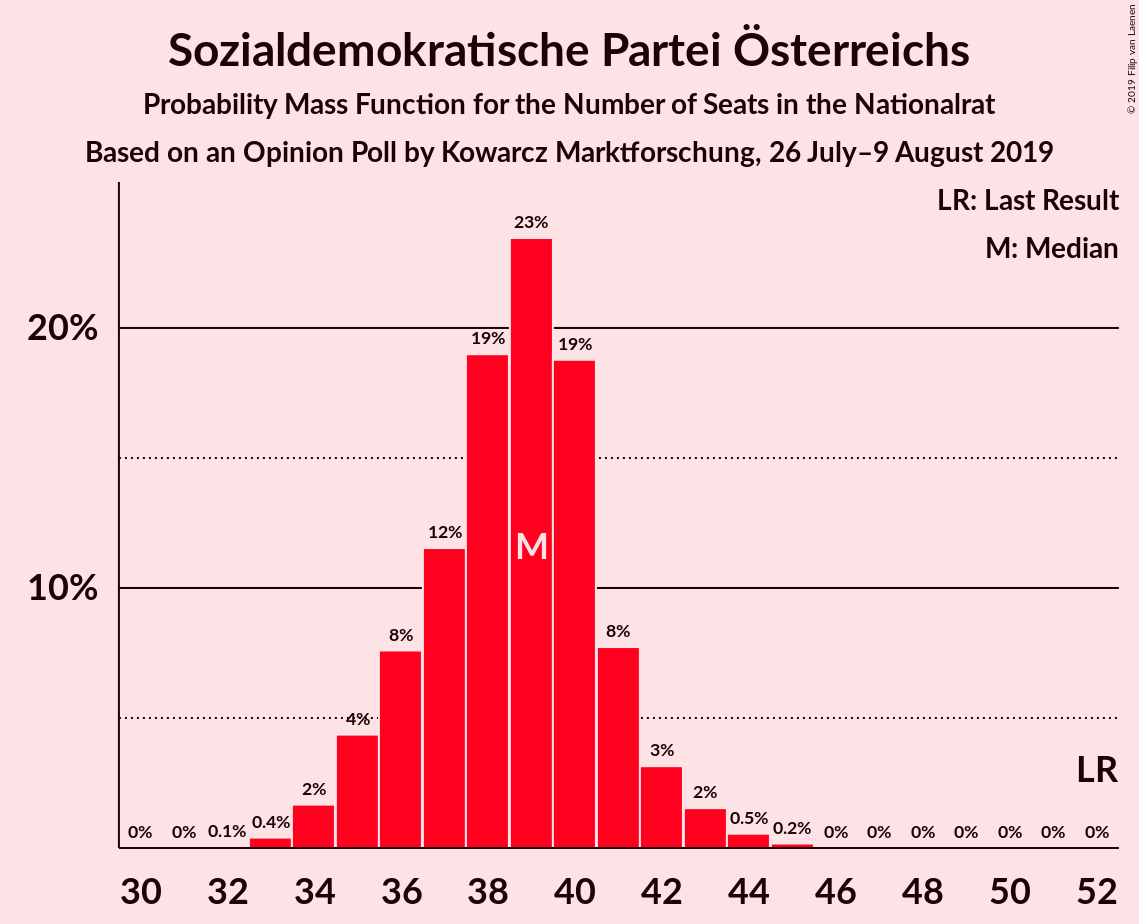 © 2019 Filip van Laenen
Sozialdemokratische Partei Österreichs
Probability Mass Function for the Number of Seats in the Nationalrat
Based on an Opinion Poll by Kowarcz Marktforschung, 26 July–9 August 2019
LR: Last Result
M: Median
23%
20%
19%
19%
M
12%
10%
8%
8%
4%
3%
LR
2%
2%
0%
0%
0.1%
0.4%
0.5%
0.2%
0%
0%
0%
0%
0%
0%
0%
30 32 34 36 38 40 42 44 46 48 50 52